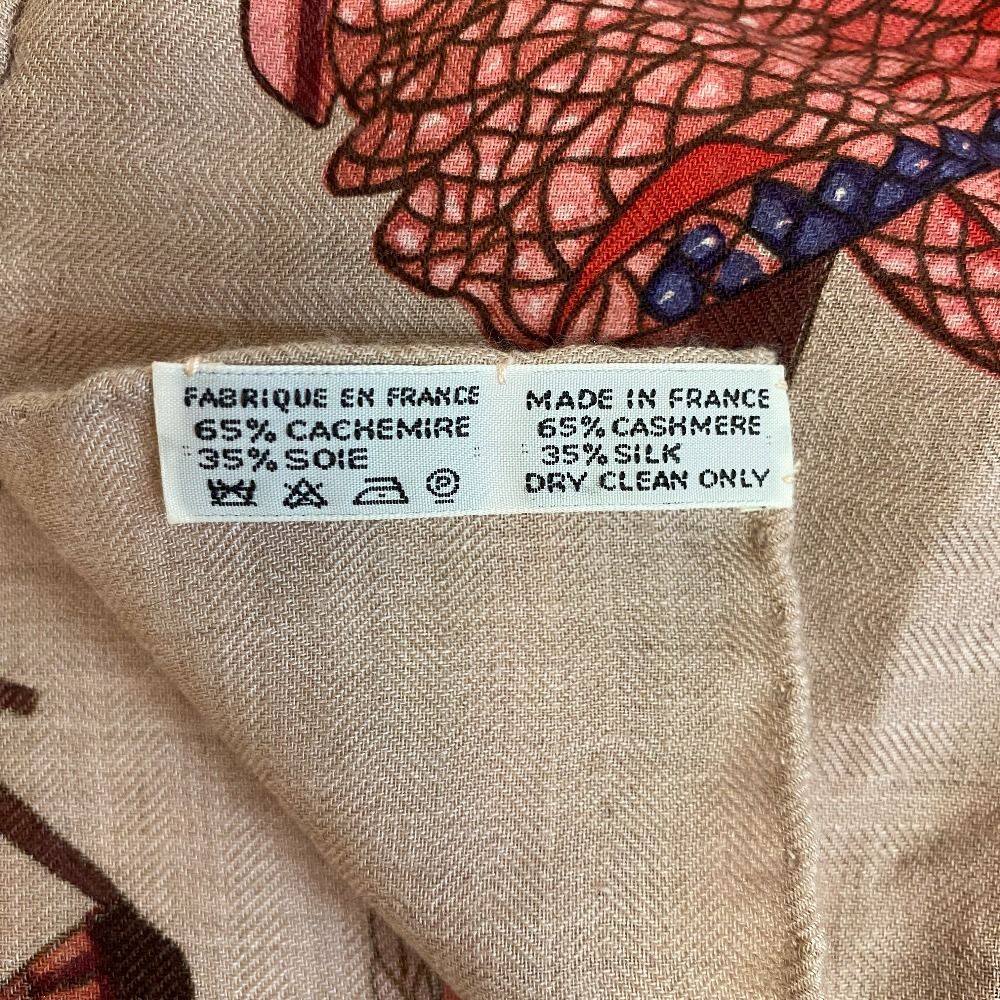 FABRIQUE EN FRANCE
65% CACHEMIRE
35% SOIE
P
MADE IN FRANCE
65% CASHMERE
35% SILK
DRY CLEAN ONLY